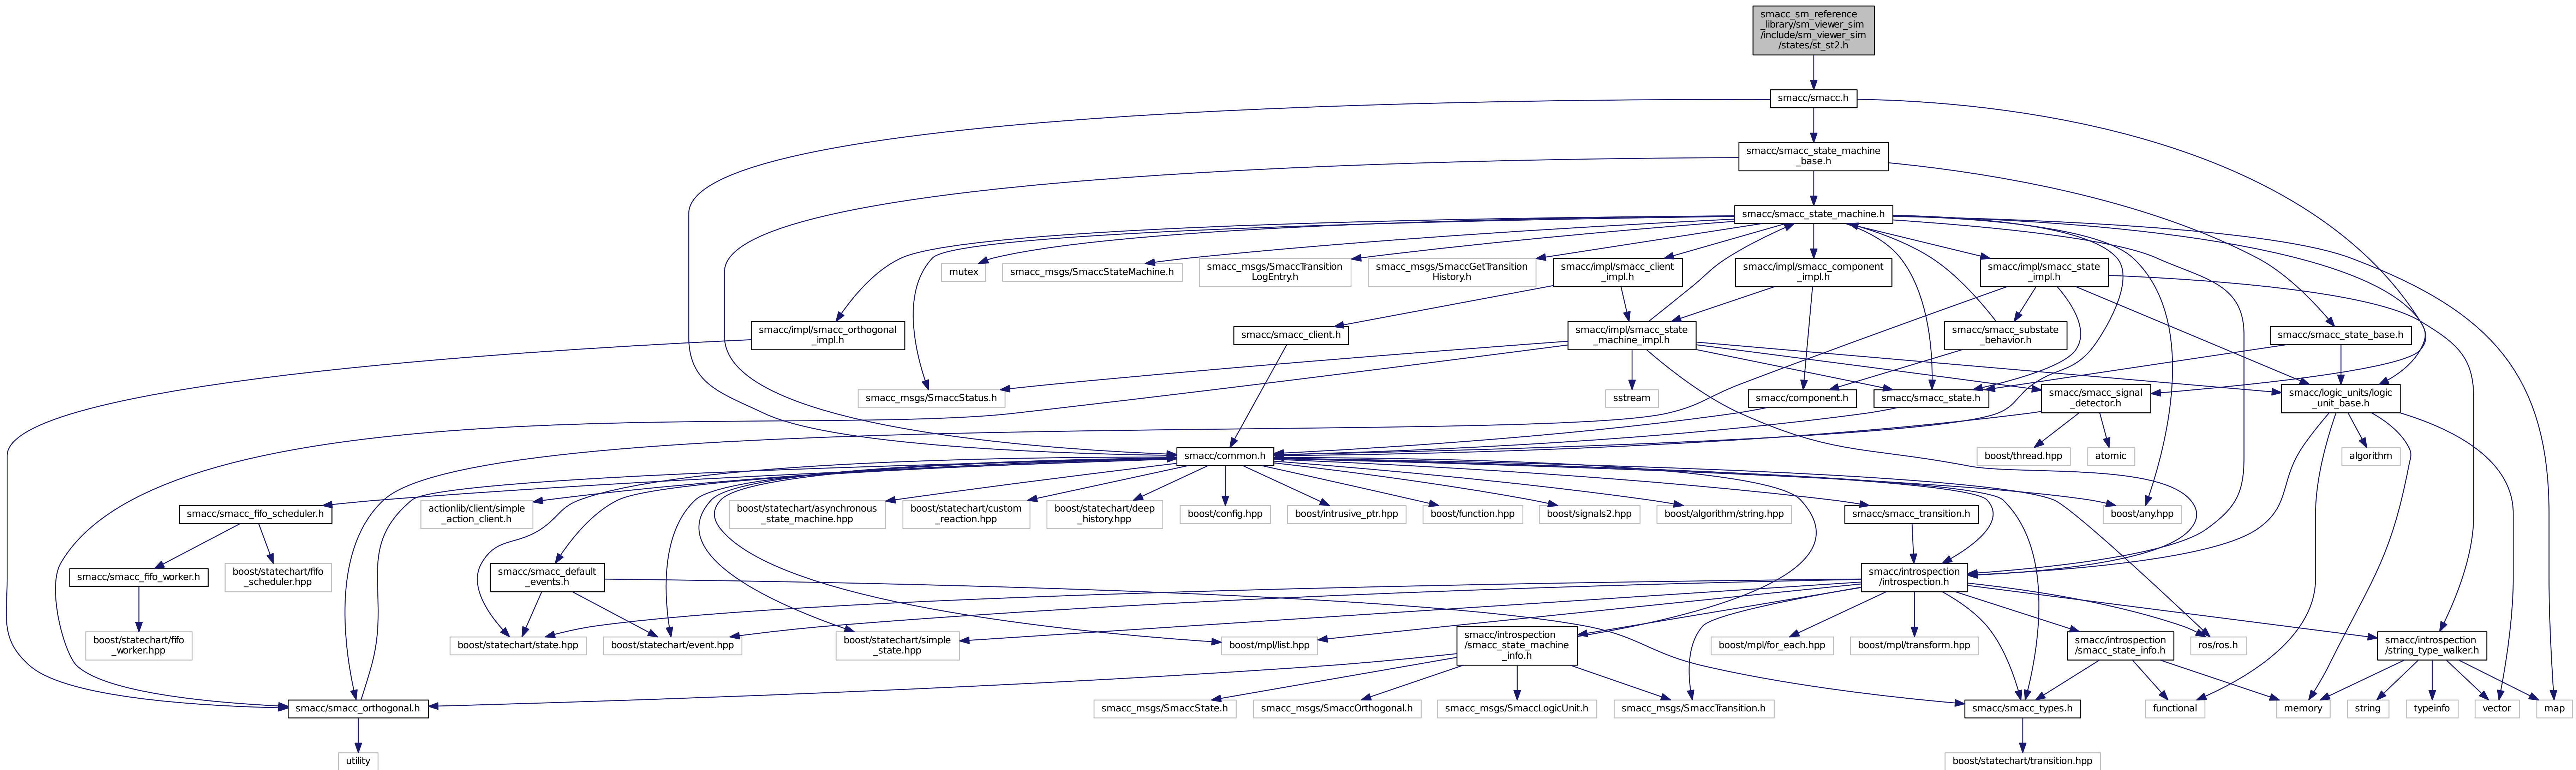 smacc_sm_reference
_library/sm_viewer_sim
/include/sm_viewer_sim
/states/st_st2.h
smacc/smacc.h
smacc/smacc_state_machine
_base.h
smacc/smacc_state_machine.h
mutex
smacc_msgs/SmaccStateMachine.h
smacc_msgs/SmaccTransition
LogEntry.h
smacc_msgs/SmaccGetTransition
History.h
smacc/impl/smacc_client
_impl.h
smacc/impl/smacc_component
_impl.h
smacc/impl/smacc_state
_impl.h
smacc/impl/smacc_orthogonal
_impl.h
smacc/smacc_client.h
smacc/impl/smacc_state
_machine_impl.h
smacc/smacc_substate
_behavior.h
smacc/smacc_state_base.h
smacc_msgs/SmaccStatus.h
sstream
smacc/component.h
smacc/smacc_state.h
smacc/smacc_signal
_detector.h
smacc/logic_units/logic
_unit_base.h
smacc/common.h
boost/thread.hpp
atomic
algorithm
smacc/smacc_fifo_scheduler.h
actionlib/client/simple
_action_client.h
boost/statechart/asynchronous
_state_machine.hpp
boost/statechart/custom
_reaction.hpp
boost/statechart/deep
_history.hpp
boost/config.hpp
boost/intrusive_ptr.hpp
boost/function.hpp
boost/signals2.hpp
boost/algorithm/string.hpp
smacc/smacc_transition.h
boost/any.hpp
smacc/smacc_fifo_worker.h
boost/statechart/fifo
_scheduler.hpp
smacc/smacc_default
_events.h
smacc/introspection
/introspection.h
boost/statechart/fifo
_worker.hpp
boost/statechart/state.hpp
boost/statechart/event.hpp
boost/statechart/simple
_state.hpp
boost/mpl/list.hpp
smacc/introspection
/smacc_state_machine
_info.h
boost/mpl/for_each.hpp
boost/mpl/transform.hpp
smacc/introspection
/smacc_state_info.h
ros/ros.h
smacc/introspection
/string_type_walker.h
smacc/smacc_orthogonal.h
smacc_msgs/SmaccState.h
smacc_msgs/SmaccOrthogonal.h
smacc_msgs/SmaccLogicUnit.h
smacc_msgs/SmaccTransition.h
smacc/smacc_types.h
functional
memory
string
typeinfo
vector
map
utility
boost/statechart/transition.hpp